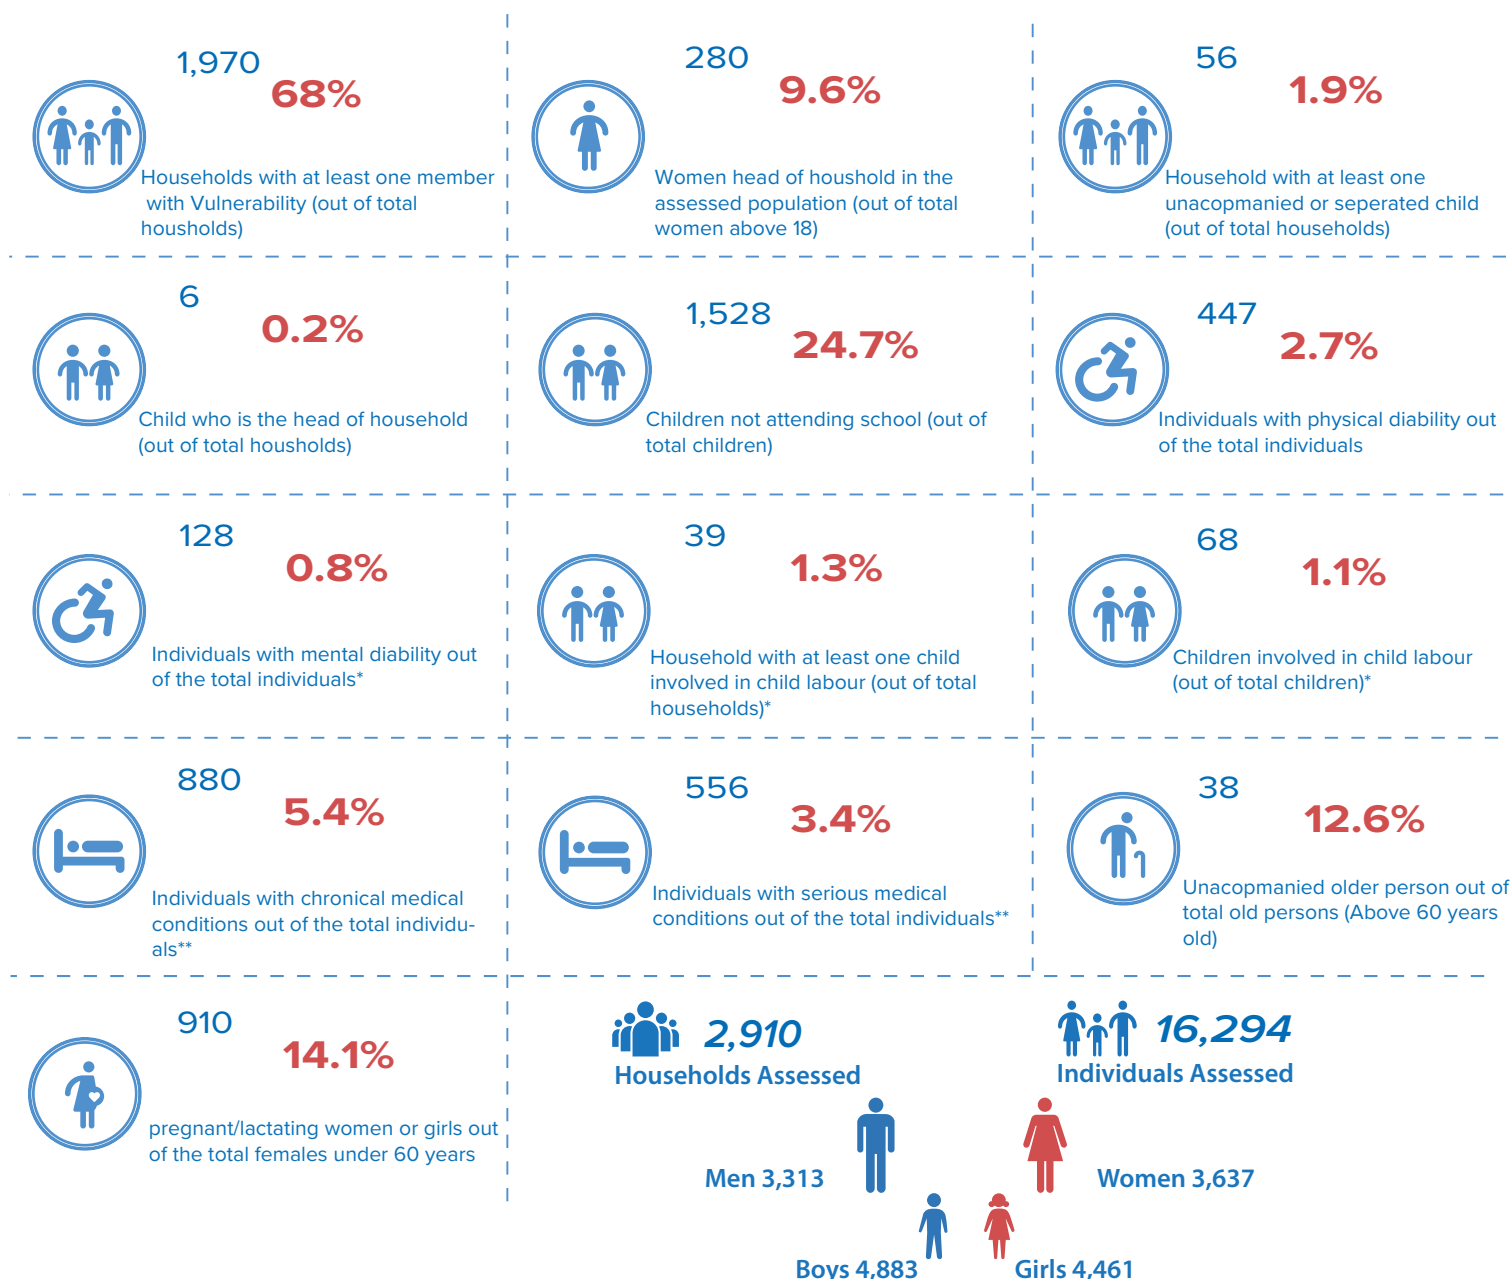 1,970
68%
Households with at least one member
with Vulnerability (out of total
housholds)
280
9.6%
Women head of houshold in the
assessed population (out of total
women above 18)
56
1.9%
Household with at least one
unacopmanied or seperated child
(out of total households)
6
0.2%
Child who is the head of household
(out of total housholds)
1,528
24.7%
Children not attending school (out of
total children)
447
2.7%
Individuals with physical diability out
of the total individuals
128
0.8%
Individuals with mental diability out
of the total individuals*
39
1.3%
Household with at least one child
involved in child labour (out of total
households)*
68
1.1%
Children involved in child labour
(out of total children)*
880
5.4%
Individuals with chronical medical
conditions out of the total individu-
als**
556
3.4%
Individuals with serious medical
conditions out of the total individuals**
38
12.6%
Unacopmanied older person out of
total old persons (Above 60 years
old)
910
14.1%
pregnant/lactating women or girls out
of the total females under 60 years
2,910
Households Assessed
16,294
Individuals Assessed
Men 3,313
Women 3,637
Boys 4,883
Girls 4,461